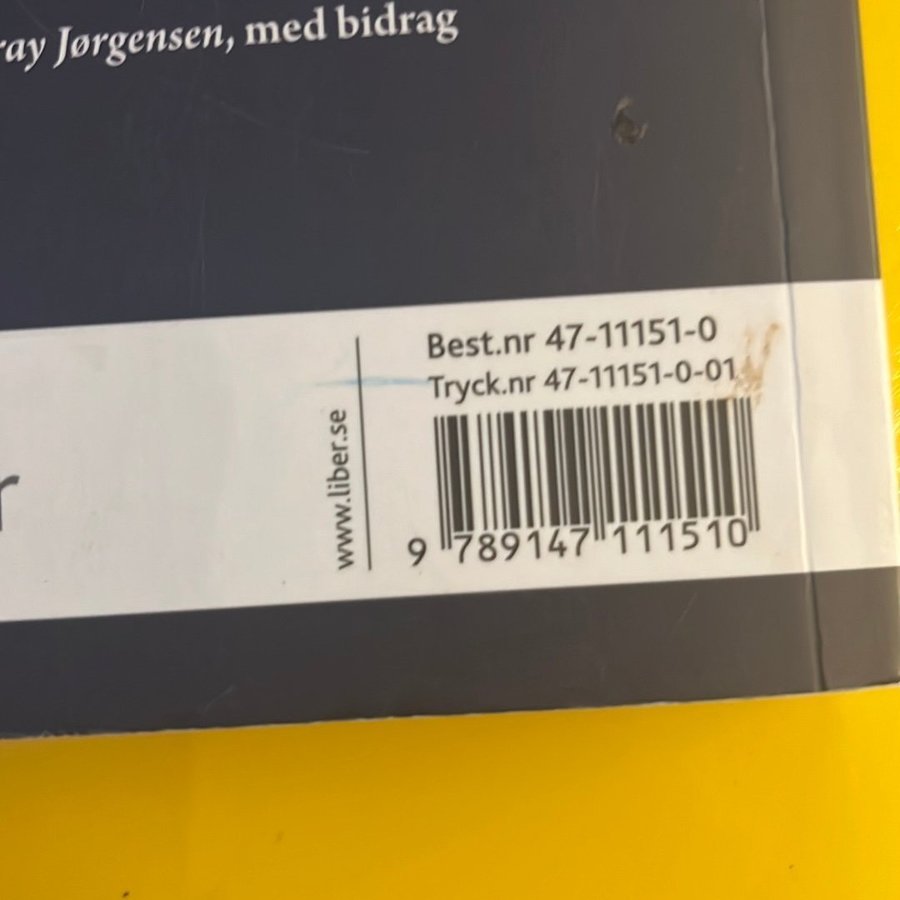 ray Jørgensen, med bidrag
Best.nr 47-11151-0
Tryck.nr 47-11151-0-01
www.liber.se
r
9 789147 111510